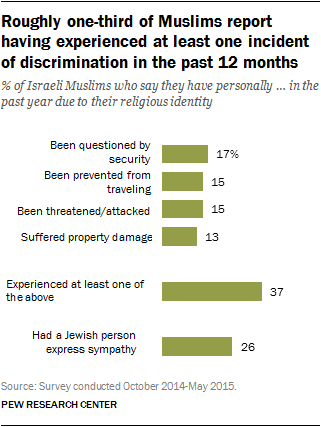 Roughly one-third of Muslims report
having experienced at least one incident
of discrimination in the past 12 months
% of Israeli Muslims who say they have personally ... in the
past year due to their religious identity
Been questioned by
security
17%
Been prevented from
traveling
15
Been threatened/attacked
15
Suffered property damage
13
Experienced at least one of
the above
37
Had a Jewish person
express sympathy
26
Source: Survey conducted October 2014-May 2015.
PEW RESEARCH CENTER